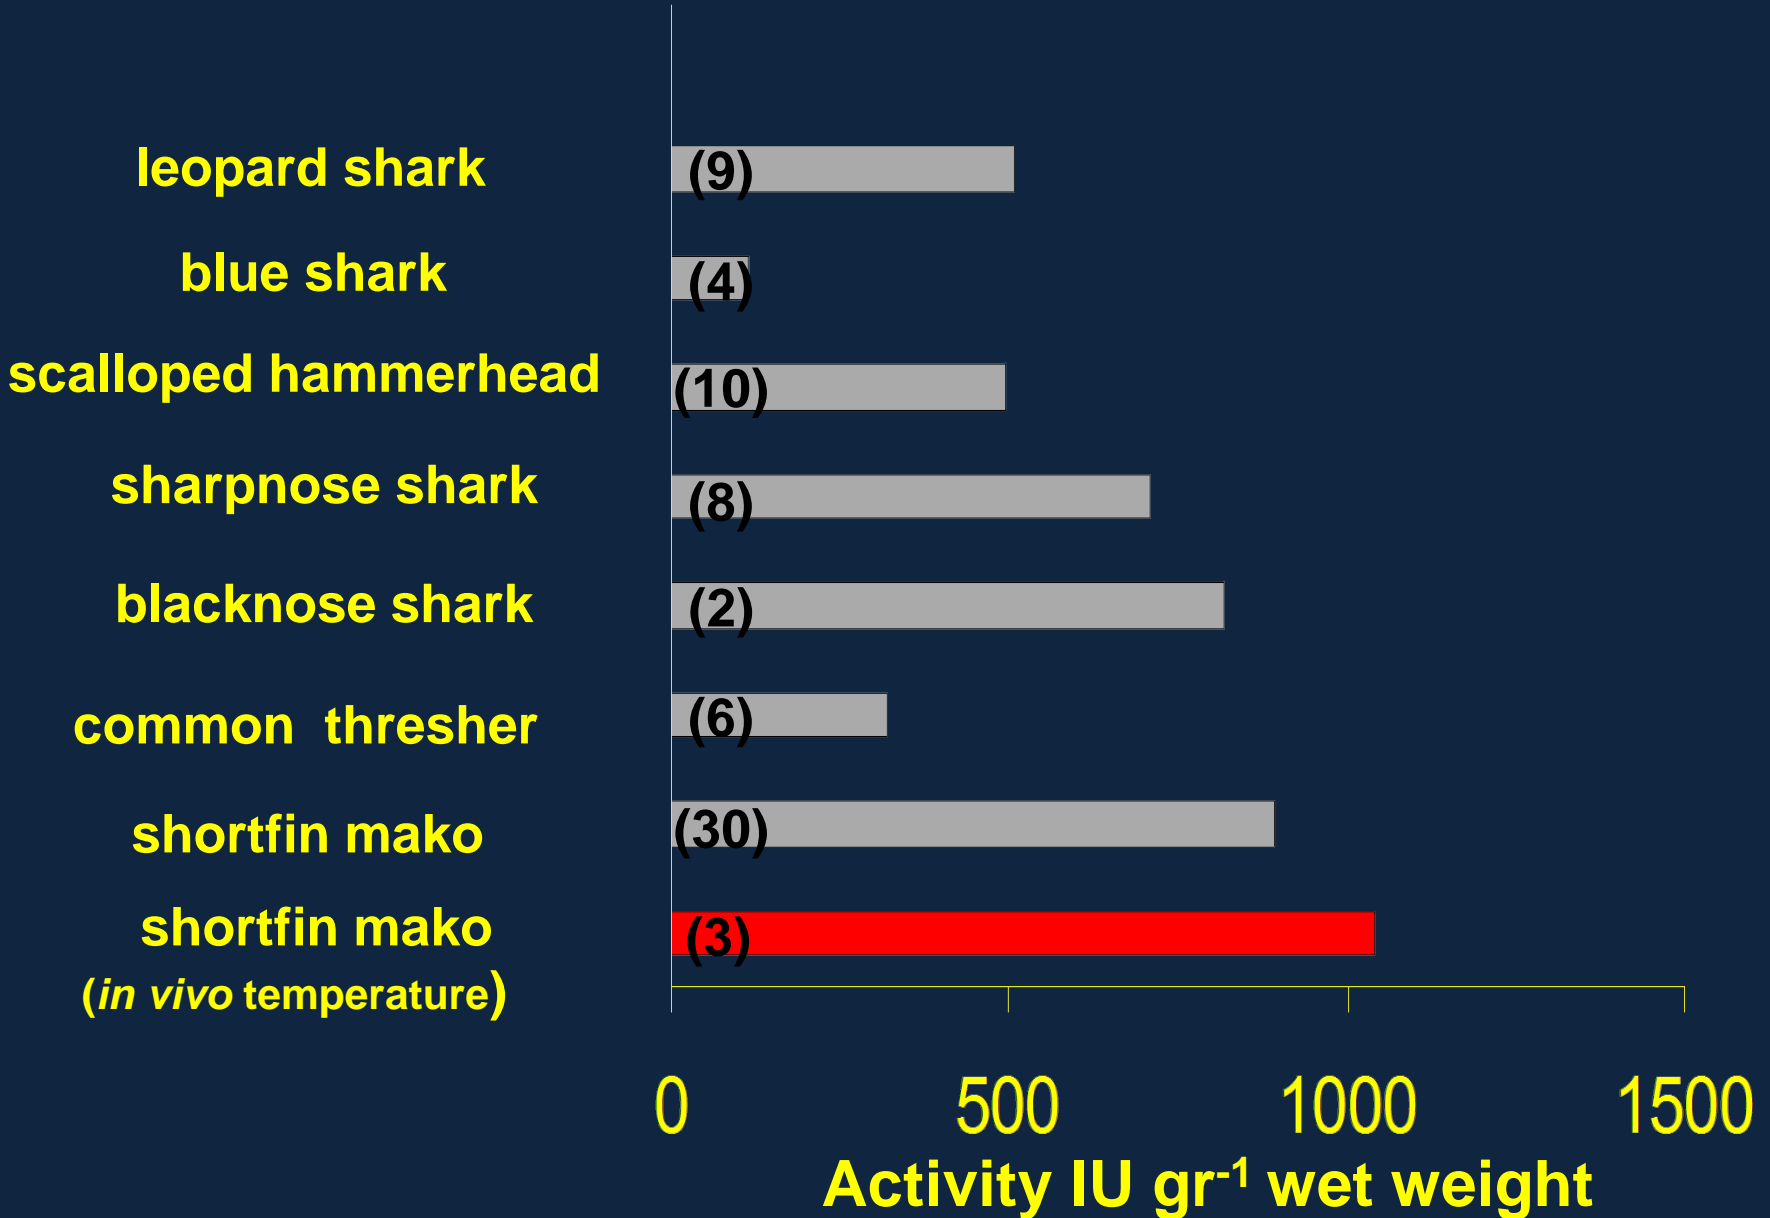 leopard shark (9)
blue shark (4)
scalloped hammerhead (10)
sharpnose shark (8)
blacknose shark (2)
common  thresher (6)
shortfin mako (30)
shortfin mako (3)
(in vivo temperature)
0 500 1000 1500
Activity IU gr⁻¹ wet weight